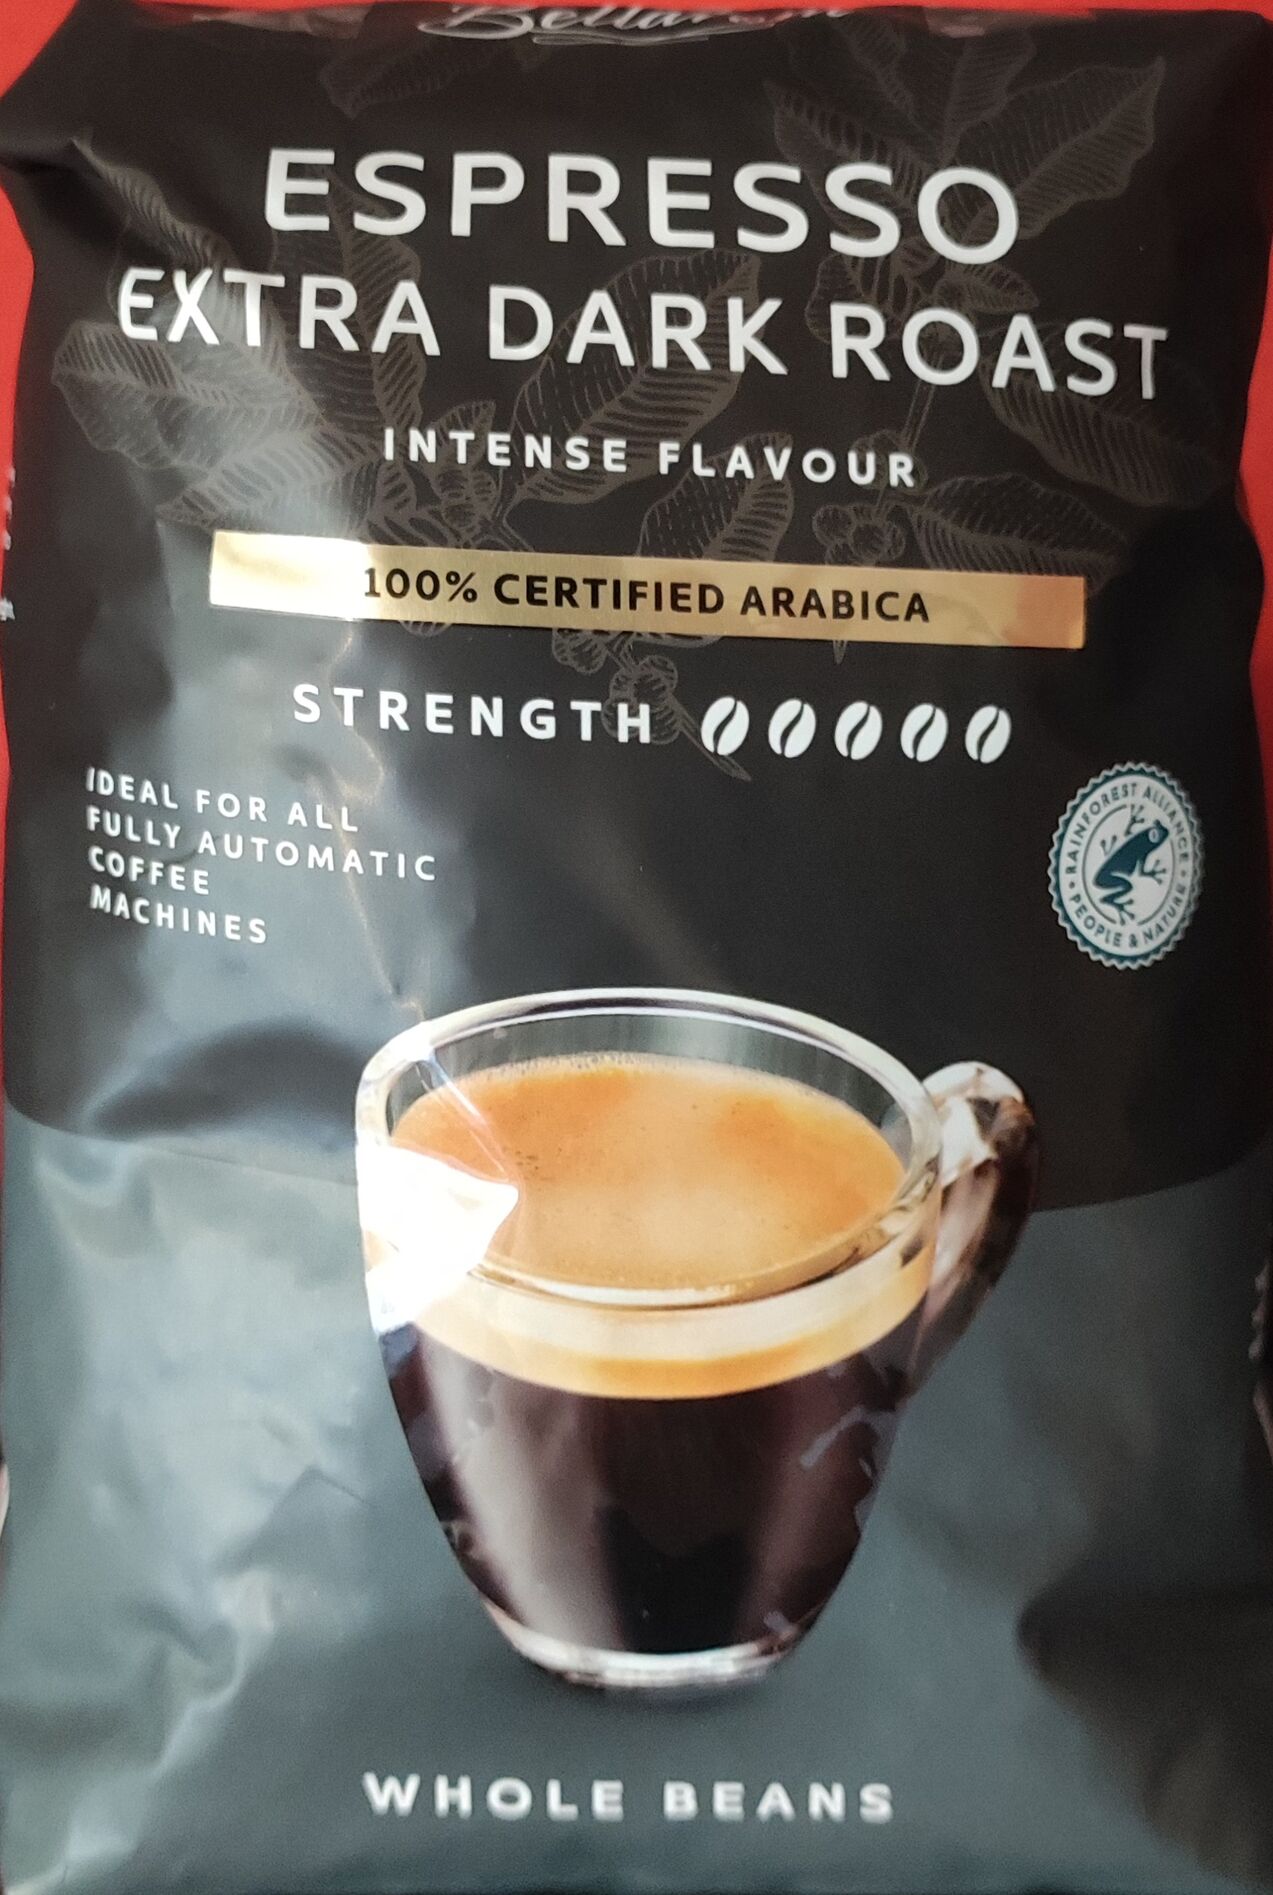 ESPRESSO
EXTRA DARK ROAST
INTENSE FLAVOUR
100% CERTIFIED ARABICA
STRENGTH
IDEAL FOR ALL
FULLY AUTOMATIC
COFFEE
MACHINES
RAINFOREST ALLIANCE
PEOPLE & NATURE
WHOLE BEANS